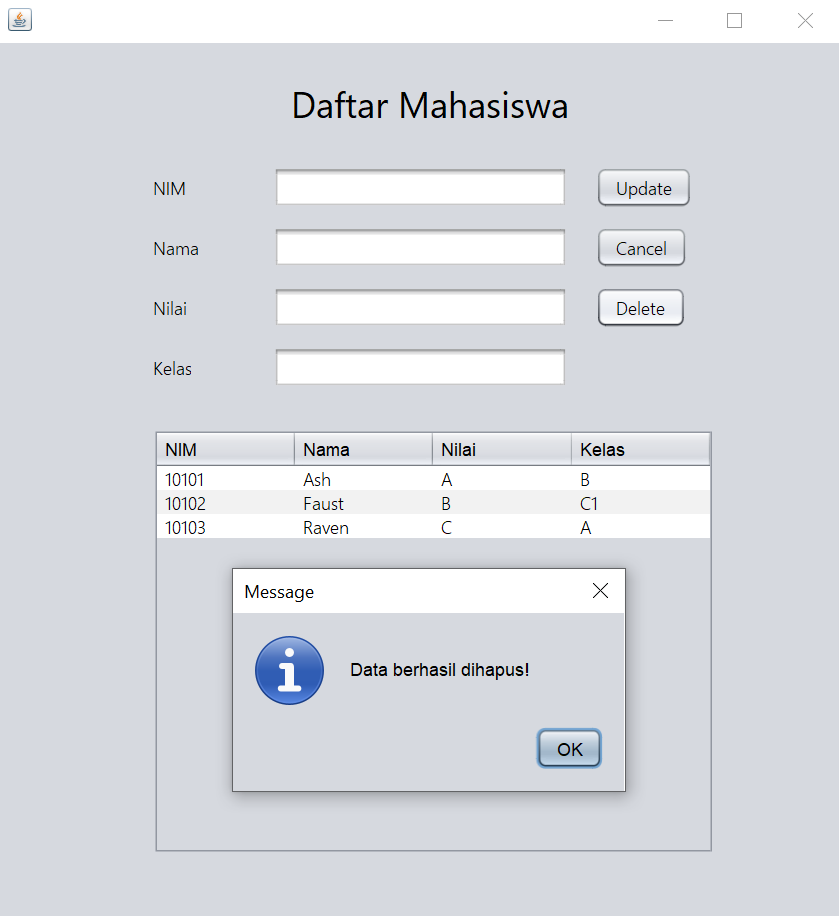 Daftar Mahasiswa
NIM
Update
Nama
Cancel
Nilai
Delete
Kelas
NIM Nama Nilai Kelas
10101 Ash A B
10102 Faust B C1
10103 Raven C A
Message
Data berhasil dihapus!
OK